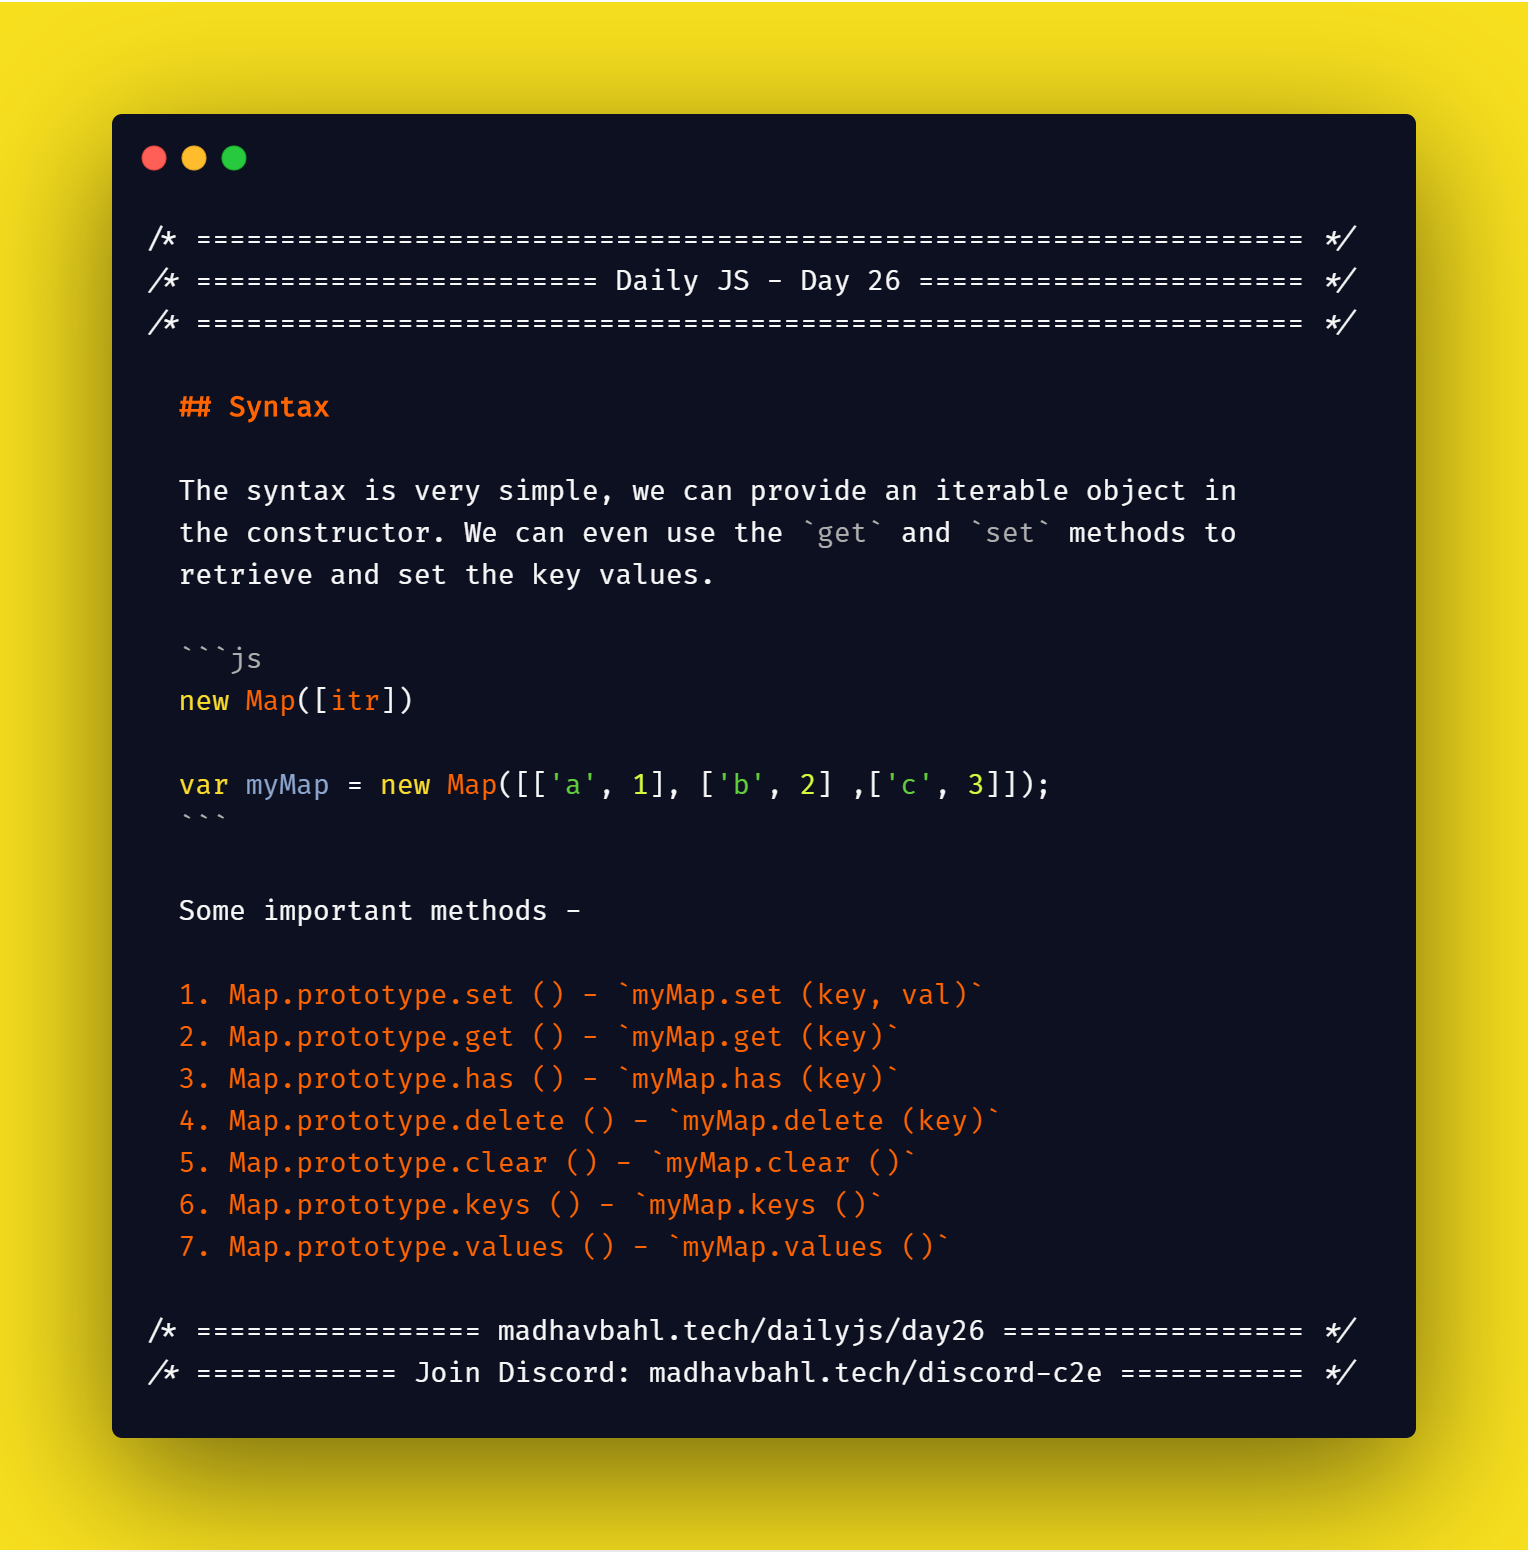 /* ================================================================== */
/* ======================== Daily JS - Day 26 ======================= */
/* ================================================================== */
## Syntax
The syntax is very simple, we can provide an iterable object in
the constructor. We can even use the `get` and `set` methods to
retrieve and set the key values.
```js
new Map([itr])
var myMap = new Map([['a', 1], ['b', 2] ,['c', 3]]);
```
Some important methods -
1. Map.prototype.set () - `myMap.set (key, val)`
2. Map.prototype.get () - `myMap.get (key)`
3. Map.prototype.has () - `myMap.has (key)`
4. Map.prototype.delete () - `myMap.delete (key)`
5. Map.prototype.clear () - `myMap.clear ()`
6. Map.prototype.keys () - `myMap.keys ()`
7. Map.prototype.values () - `myMap.values ()`
/* ================= madhavbahl.tech/dailyjs/day26 ================== */
/* ============ Join Discord: madhavbahl.tech/discord-c2e =========== */